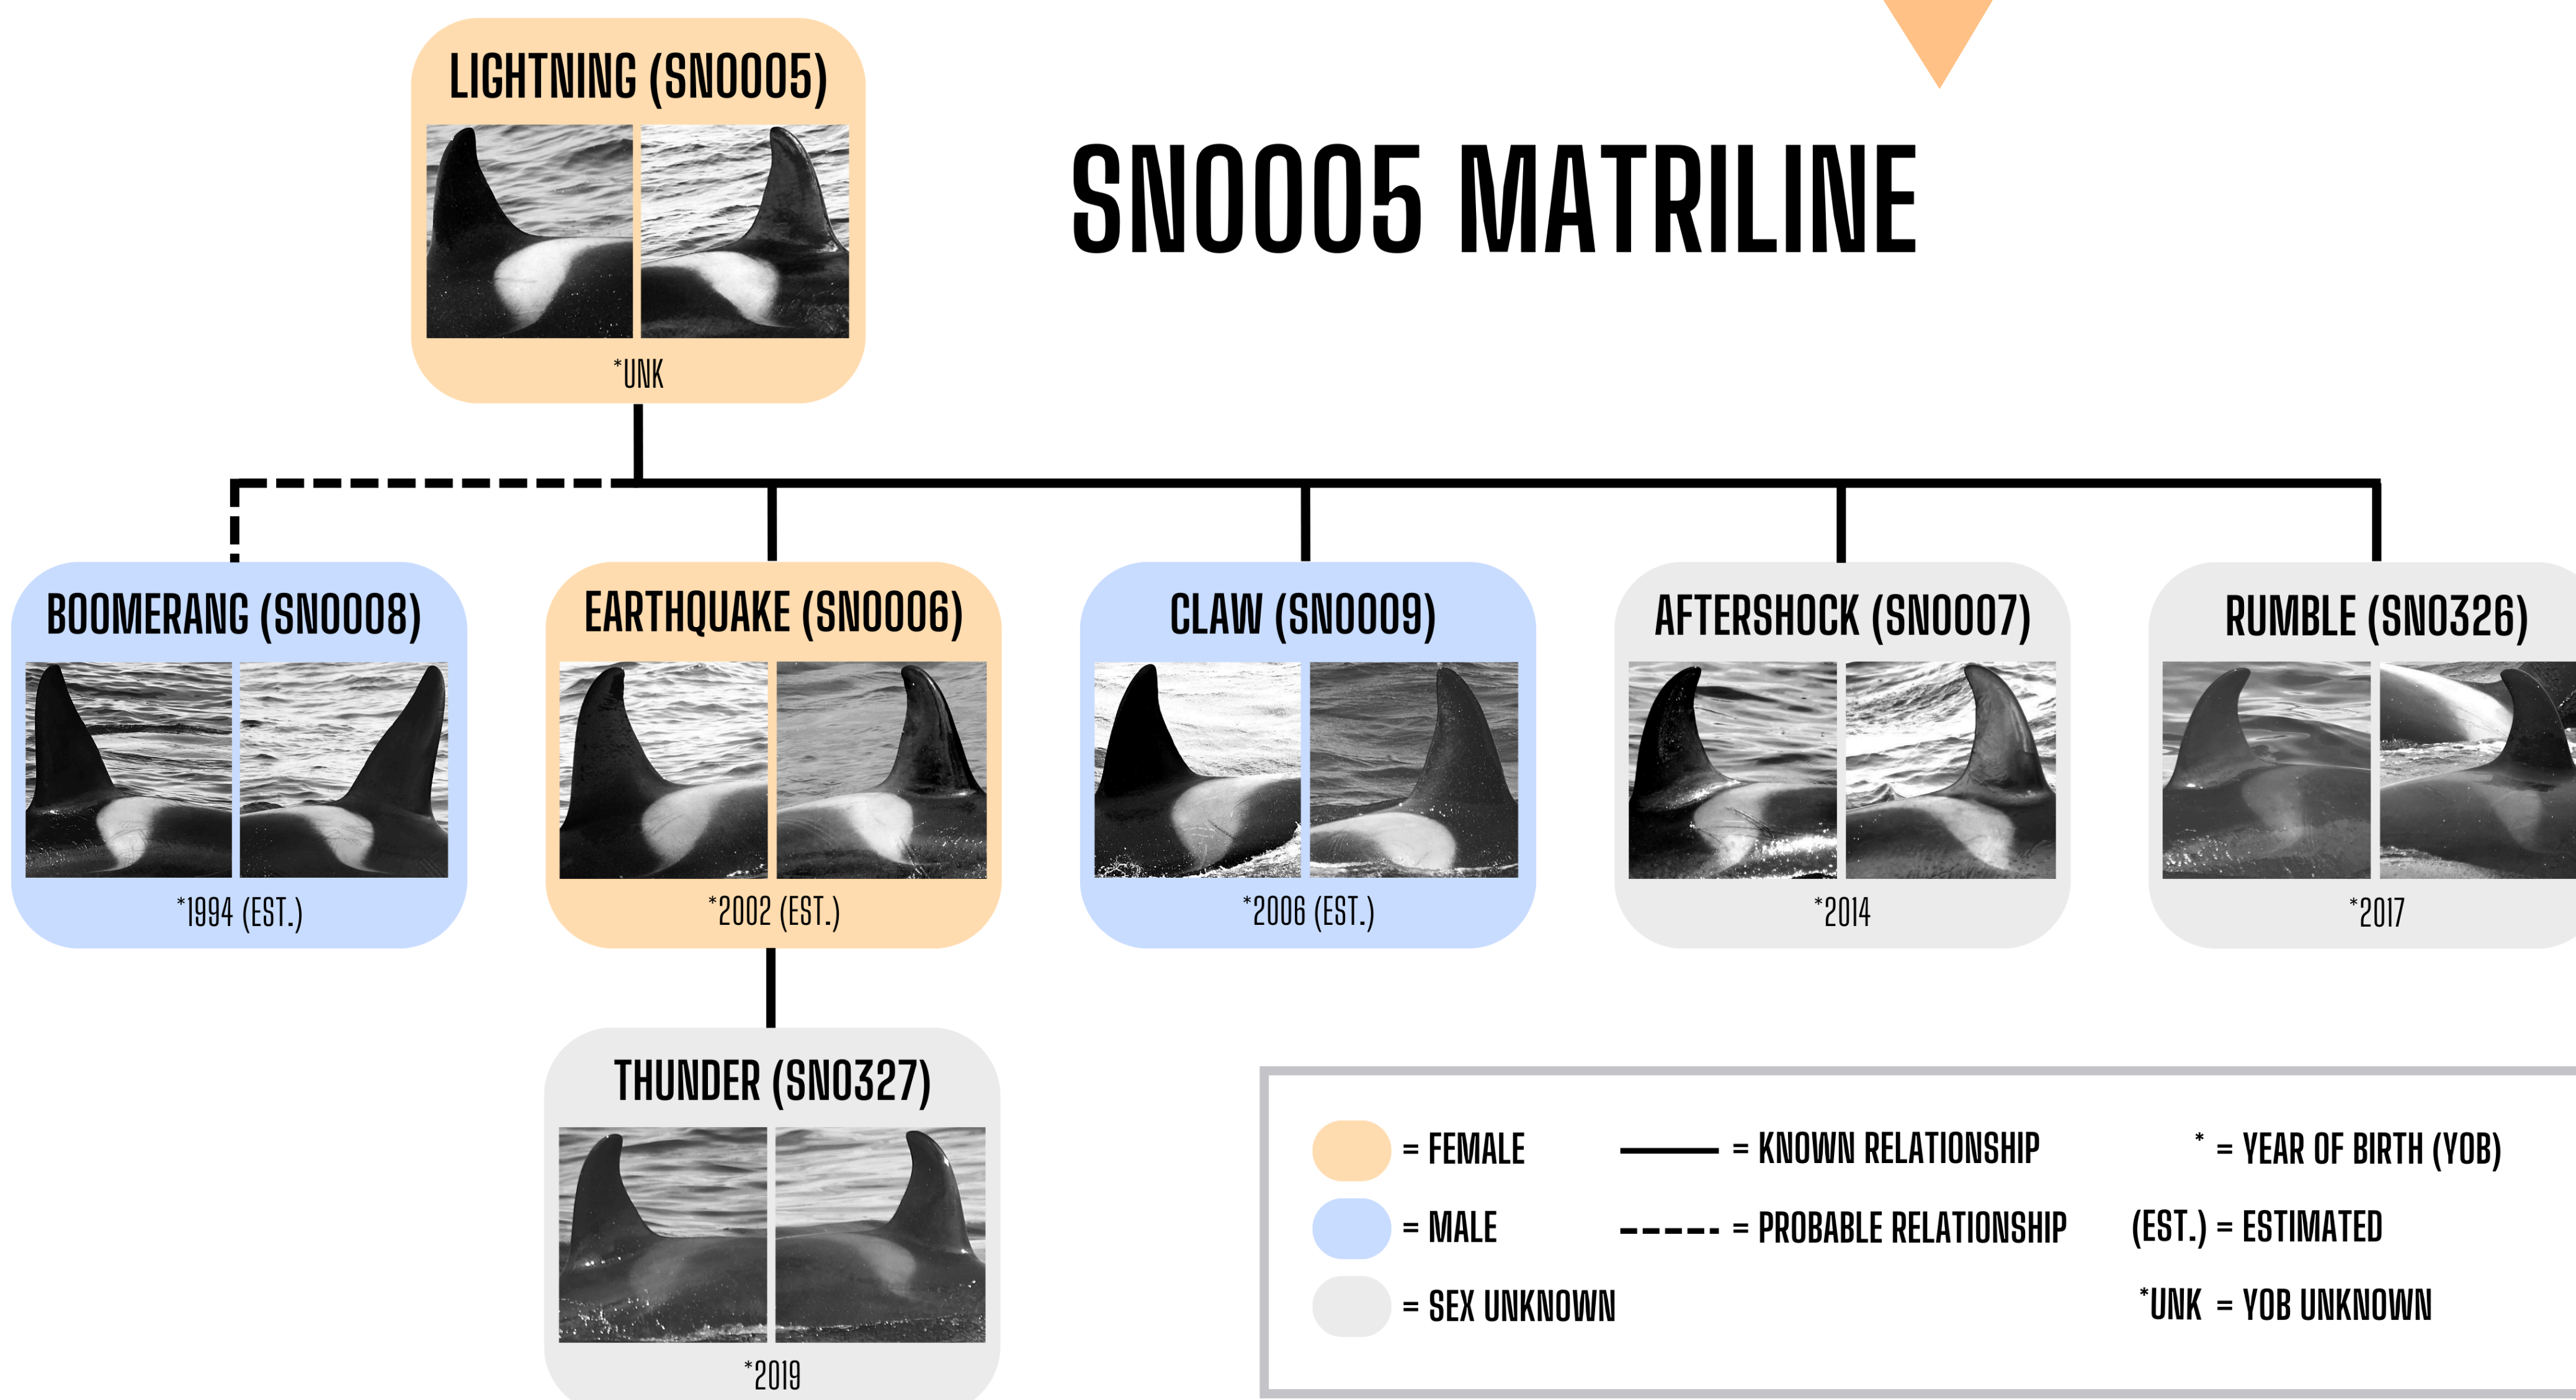 LIGHTNING (SN0005)
*UNK
SN0005 MATRILINE
BOOMERANG (SN0008)
*1994 (EST.)
EARTHQUAKE (SN0006)
*2002 (EST.)
CLAW (SN0009)
*2006 (EST.)
AFTERSHOCK (SN0007)
*2014
RUMBLE (SN0326)
*2017
THUNDER (SN0327)
*2019
= FEMALE
= MALE
= SEX UNKNOWN
= KNOWN RELATIONSHIP
= PROBABLE RELATIONSHIP
* = YEAR OF BIRTH (YOB)
(EST.) = ESTIMATED
*UNK = YOB UNKNOWN